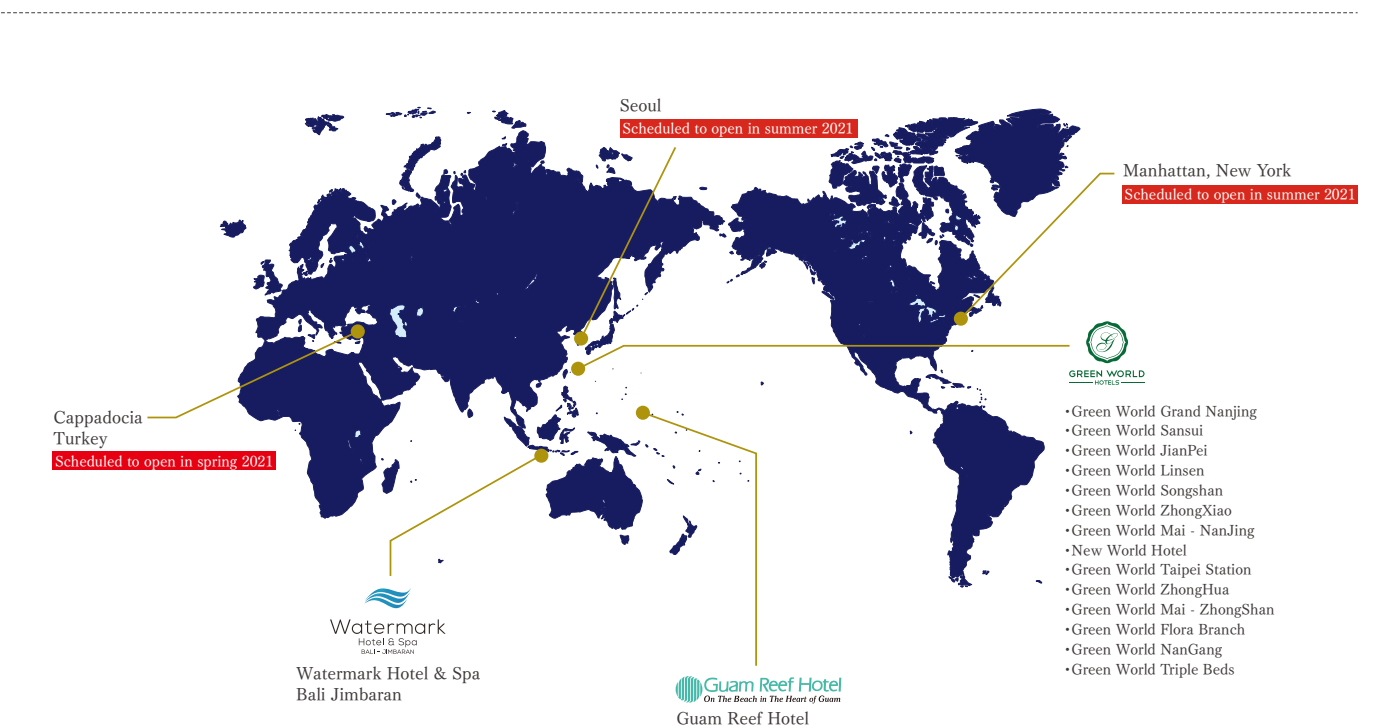 Seoul
Scheduled to open in summer 2021
Manhattan, New York
Scheduled to open in summer 2021
Cappadocia
Turkey
Scheduled to open in spring 2021
G
GREEN WORLD
HOTELS
・Green World Grand Nanjing
・Green World Sansui
・Green World JianPei
・Green World Linsen
・Green World Songshan
・Green World ZhongXiao
・Green World Mai - NanJing
・New World Hotel
・Green World Taipei Station
・Green World ZhongHua
・Green World Mai - ZhongShan
・Green World Flora Branch
・Green World NanGang
・Green World Triple Beds
Watermark
Hotel & Spa
BALI - JIMBARAN
Watermark Hotel & Spa
Bali Jimbaran
Guam Reef Hotel
On The Beach in The Heart of Guam
Guam Reef Hotel